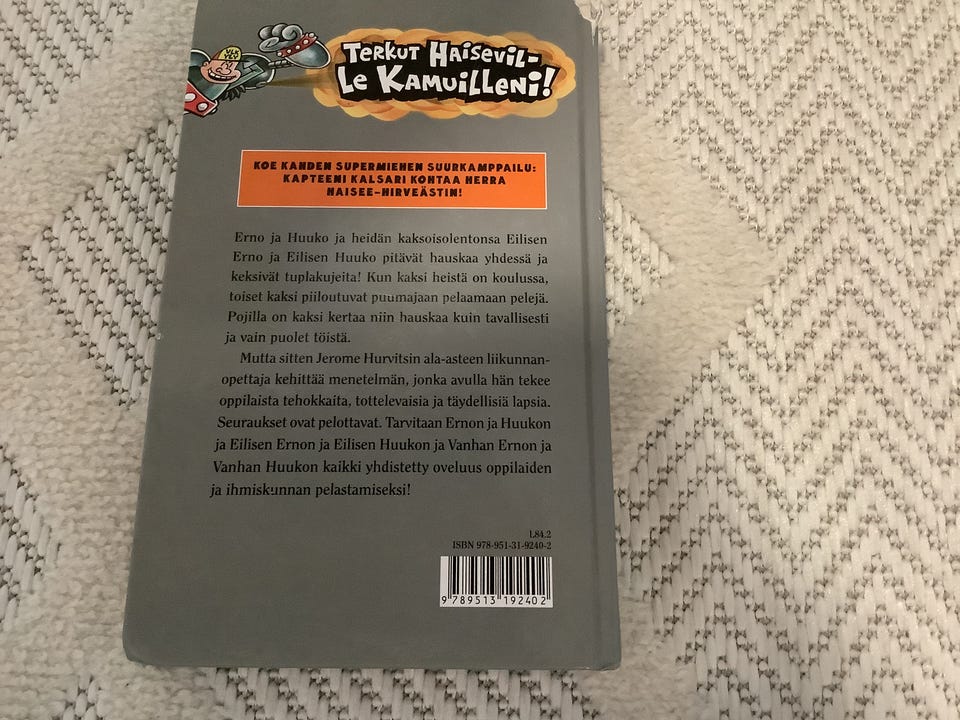 ULK
YSY
TERKUT HAISEVIL-
LE KAMUILLENI!
KOE KAHDEN SUPERMIEHEN SUURKAMPPAILU:
KAPTEENI KALSARI KOHTAA HERRA
HAISEE-HIRVEÄSTIN!
Erno ja Huuko ja heidän kaksoisolentonsa Eilisen
Erno ja Eilisen Huuko pitävät hauskaa yhdessä ja
keksivät tuplakujeita! Kun kaksi heistä on koulussa,
toiset kaksi piiloutuvat puumajaan pelaamaan pelejä.
Pojilla on kaksi kertaa niin hauskaa kuin tavallisesti
ja vain puolet töistä.
Mutta sitten Jerome Hurvitsin ala-asteen liikunnan-
opettaja kehittää menetelmän, jonka avulla hän tekee
oppilaista tehokkaita, tottelevaisia ja täydellisiä lapsia.
Seuraukset ovat pelottavat. Tarvitaan Ernon ja Huukon
ja Eilisen Ernon ja Eilisen Huukon ja Vanhan Ernon ja
Vanhan Huukon kaikki yhdistetty oveluus oppilaiden
ja ihmiskunnan pelastamiseksi!
L84.2
ISBN 978-951-31-9240-2
9 789513 192402